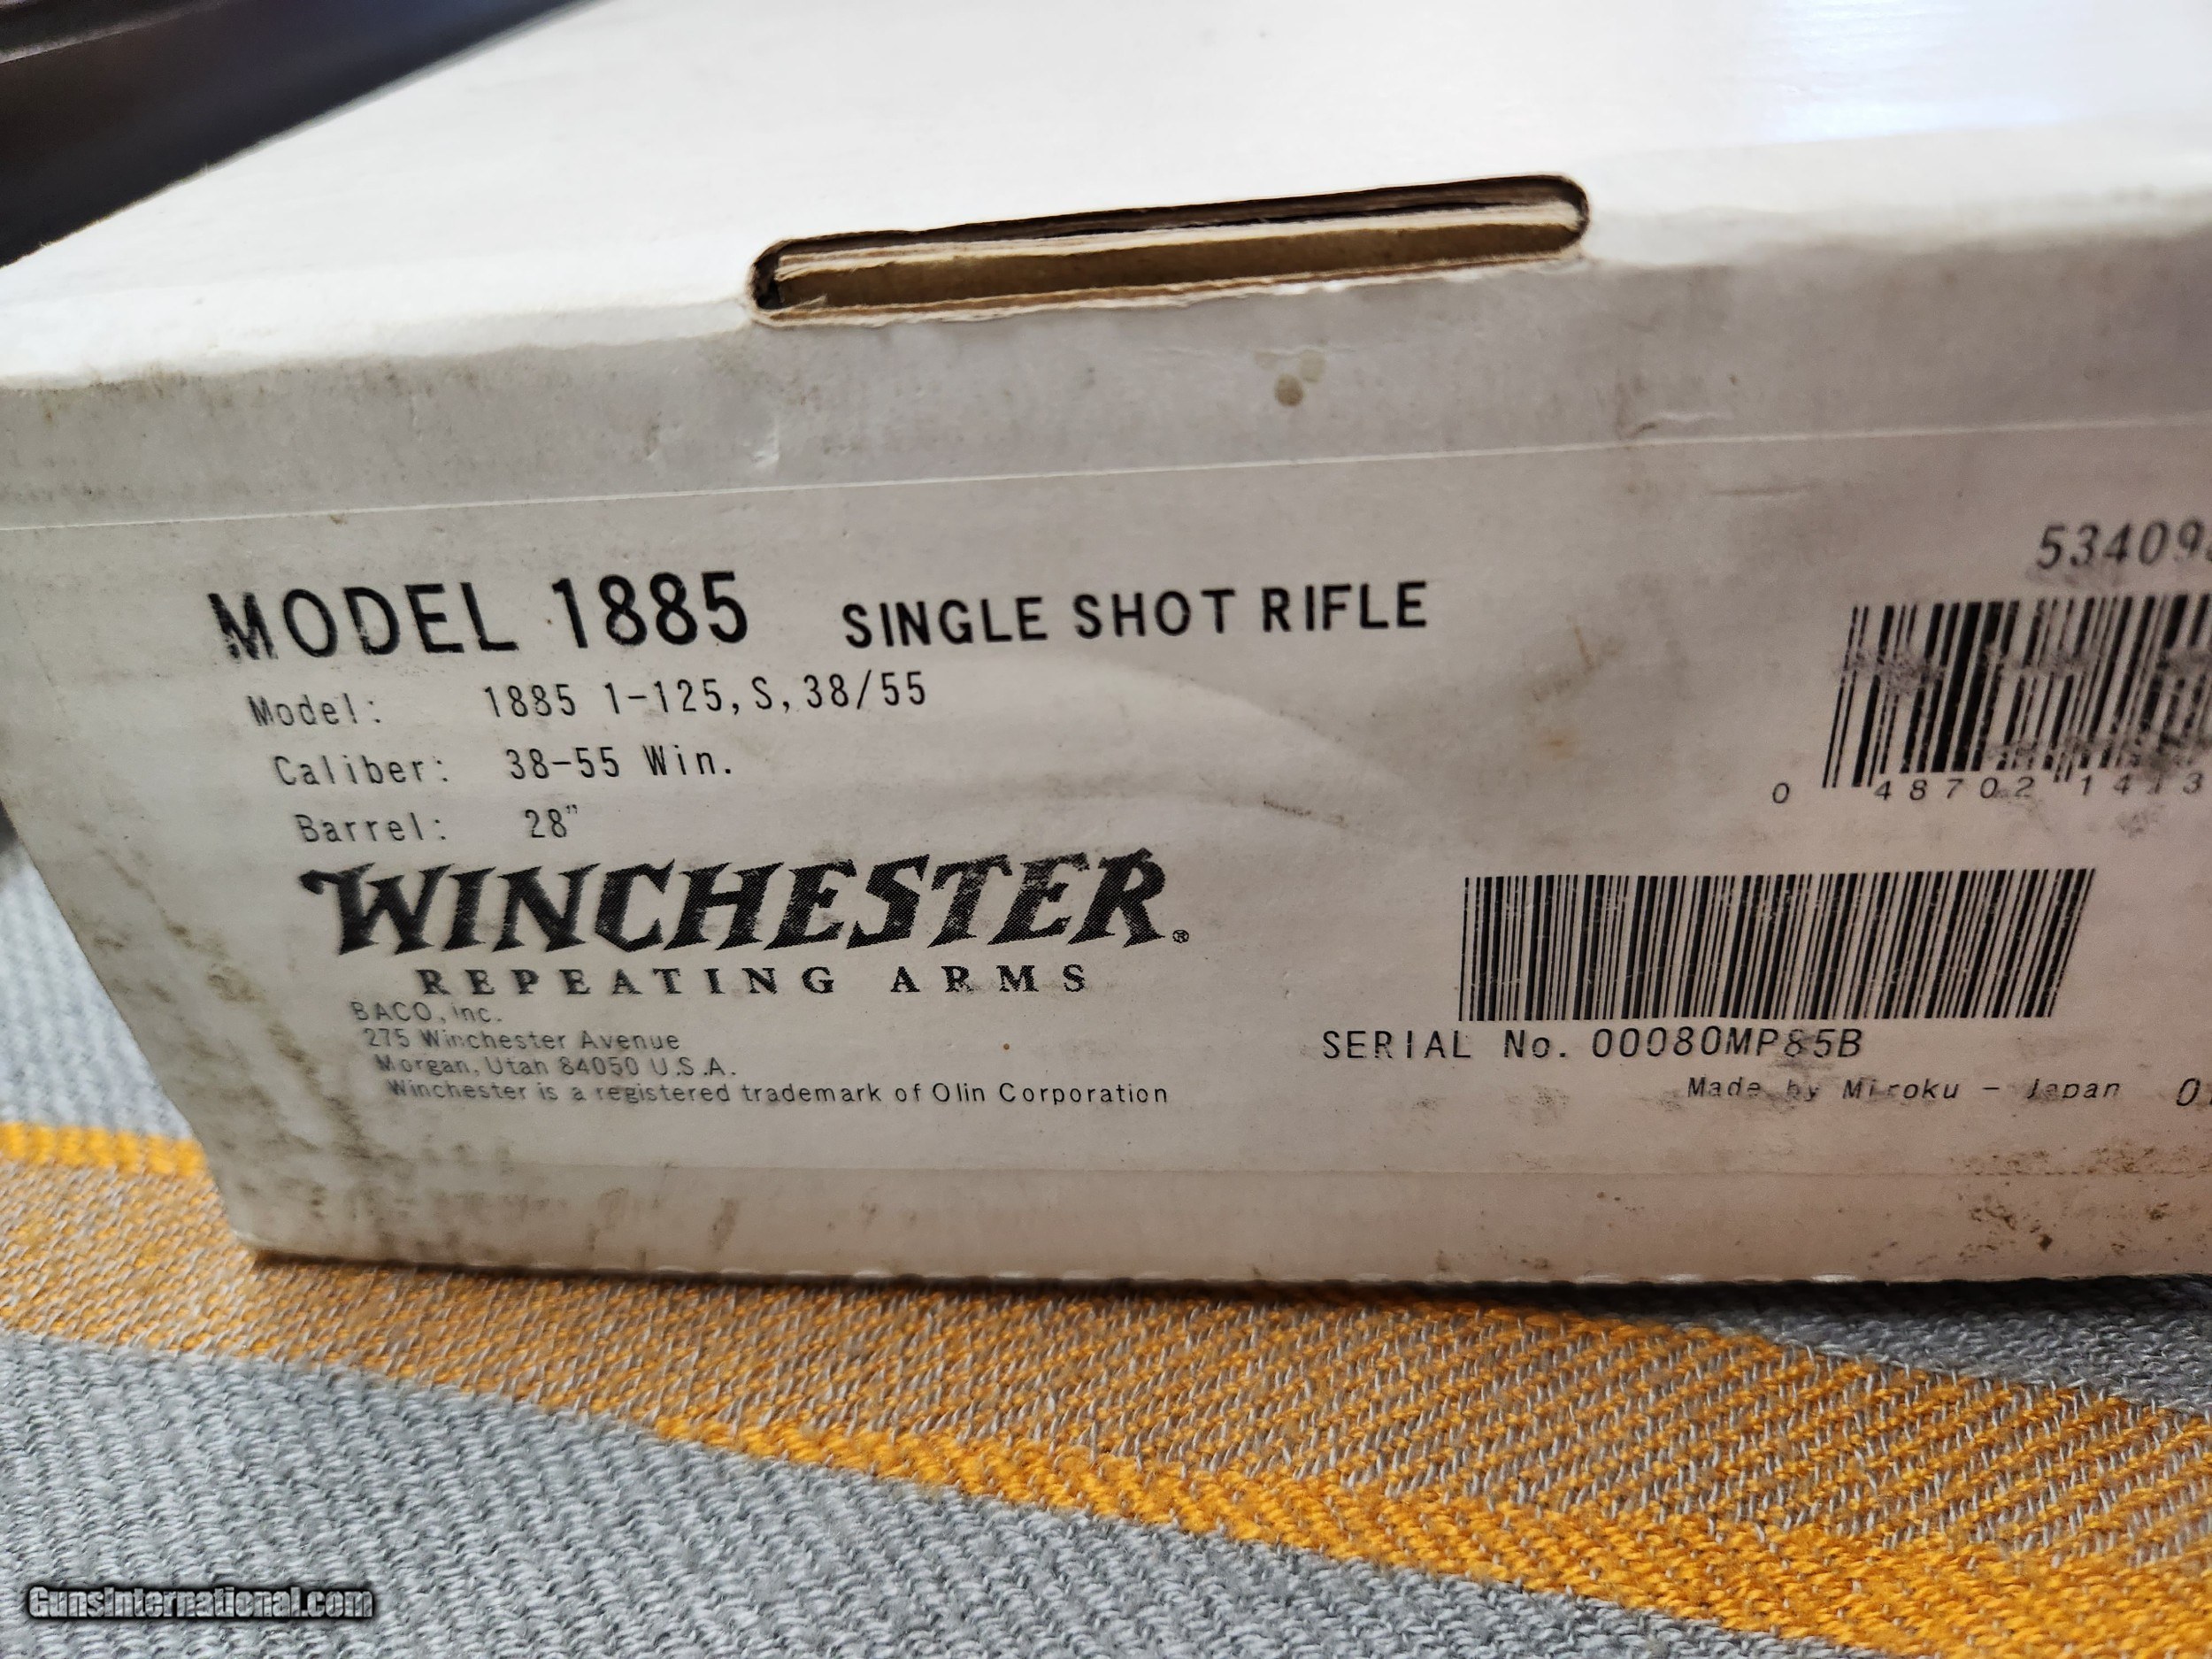 MODEL 1885 SINGLE SHOT RIFLE
Model: 1885 1-125,S,38/55
Caliber: 38-55 Win.
Barrel: 28"
WINCHESTER®
REPEATING ARMS
BACO, Inc.
275 Winchester Avenue
Morgan, Utah 84050 U.S.A.
Winchester is a registered trademark of Olin Corporation
53409
0 48702 1413
SERIAL No. 00080MP85B
Made by Miroku - Japan
GunsInternational.com